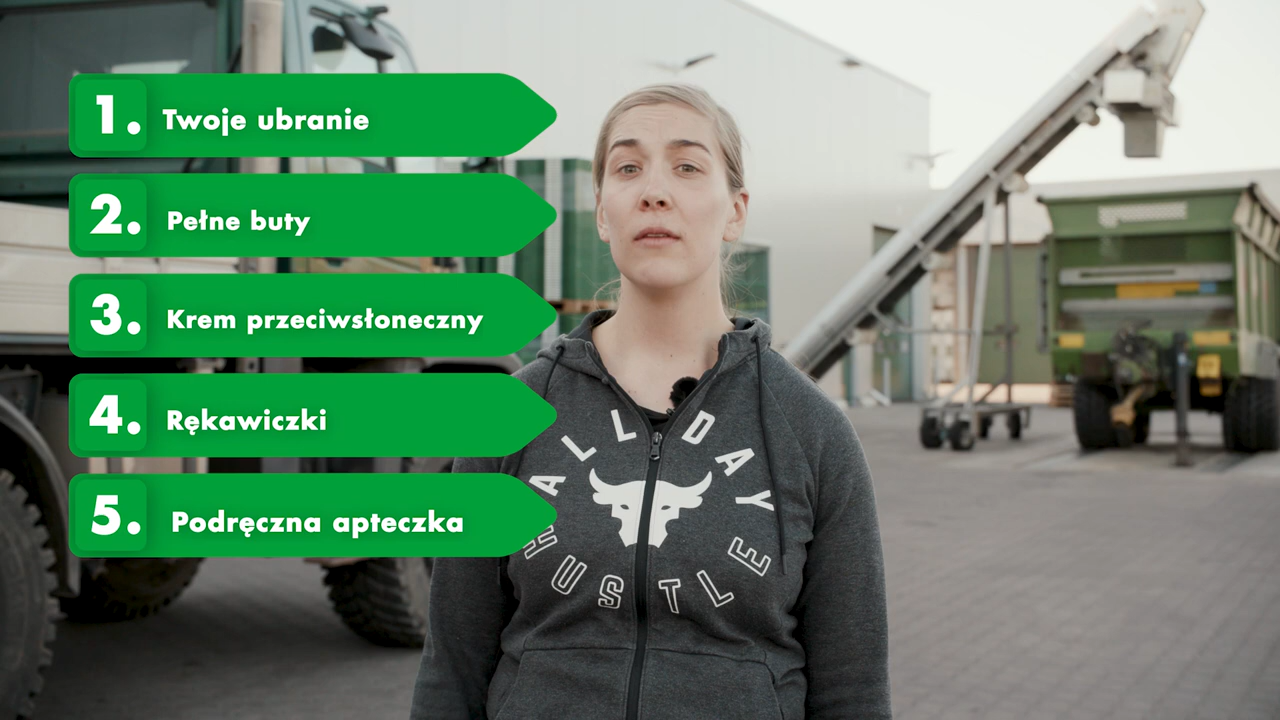 1. Twoje ubranie
2. Pełne buty
3. Krem przeciwsłoneczny
4. Rękawiczki
5. Podręczna apteczka
ALL DAY
HUSTLE